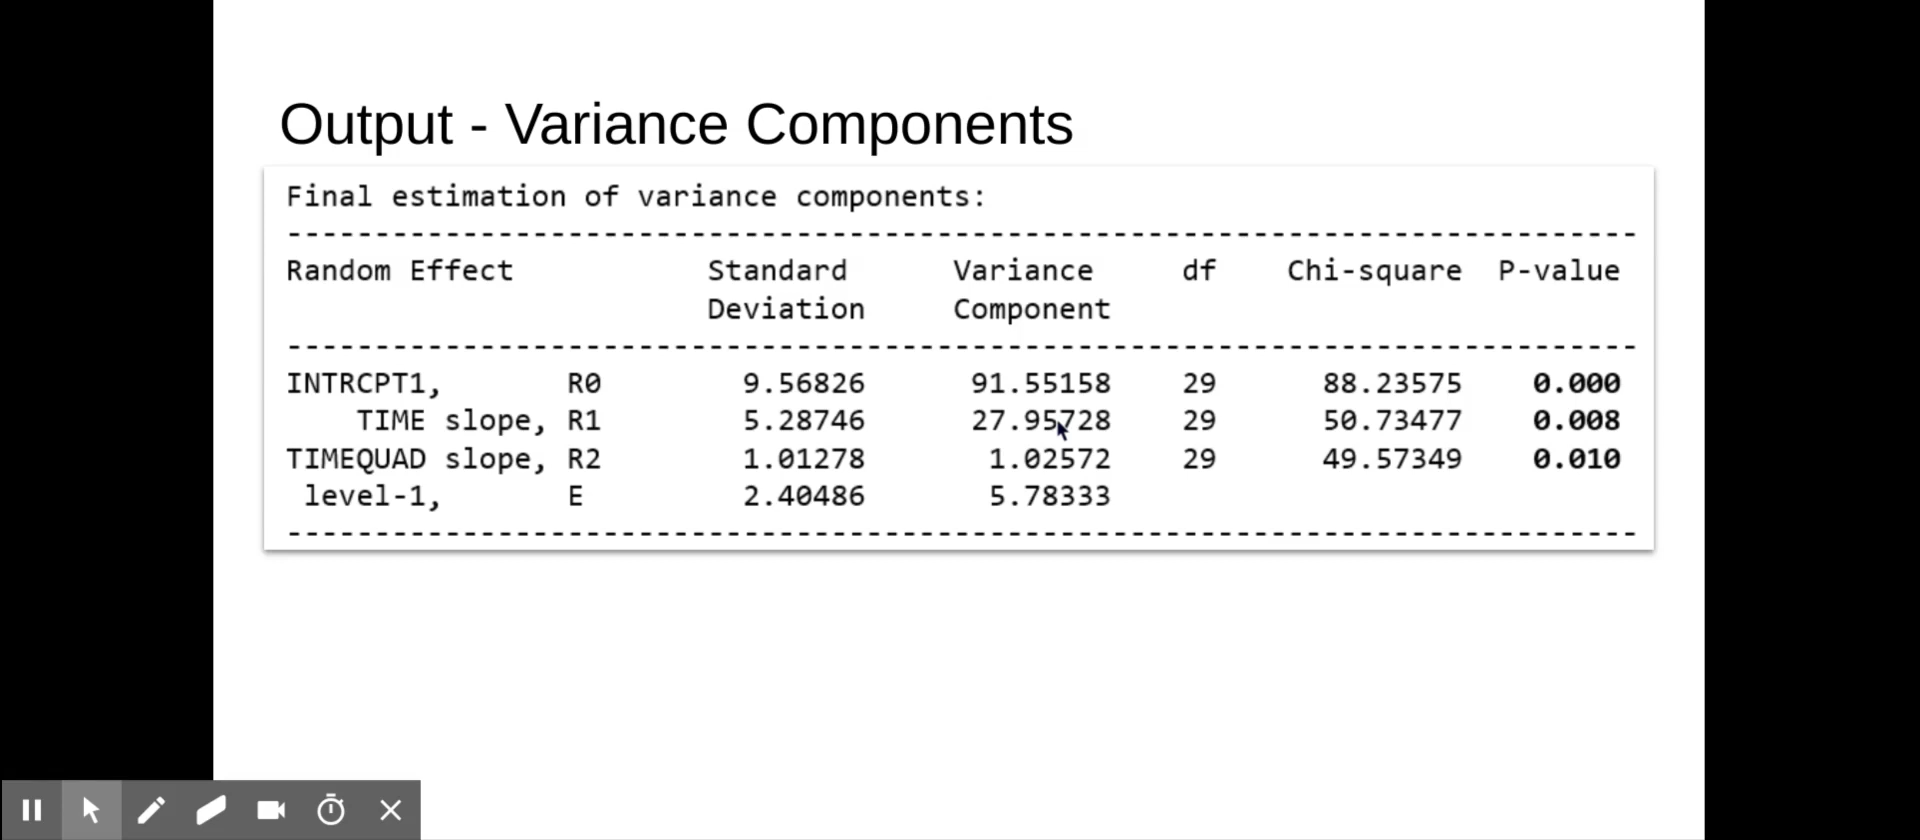 Output - Variance Components
Final estimation of variance components:
--------------------------------------------------------------------------------
Random Effect Standard Variance df Chi-square P-value
Deviation Component
--------------------------------------------------------------------------------
INTRCPT1, R0 9.56826 91.55158 29 88.23575 0.000
TIME slope, R1 5.28746 27.95728 29 50.73477 0.008
TIMEQUAD slope, R2 1.01278 1.02572 29 49.57349 0.010
level-1, E 2.40486 5.78333
--------------------------------------------------------------------------------